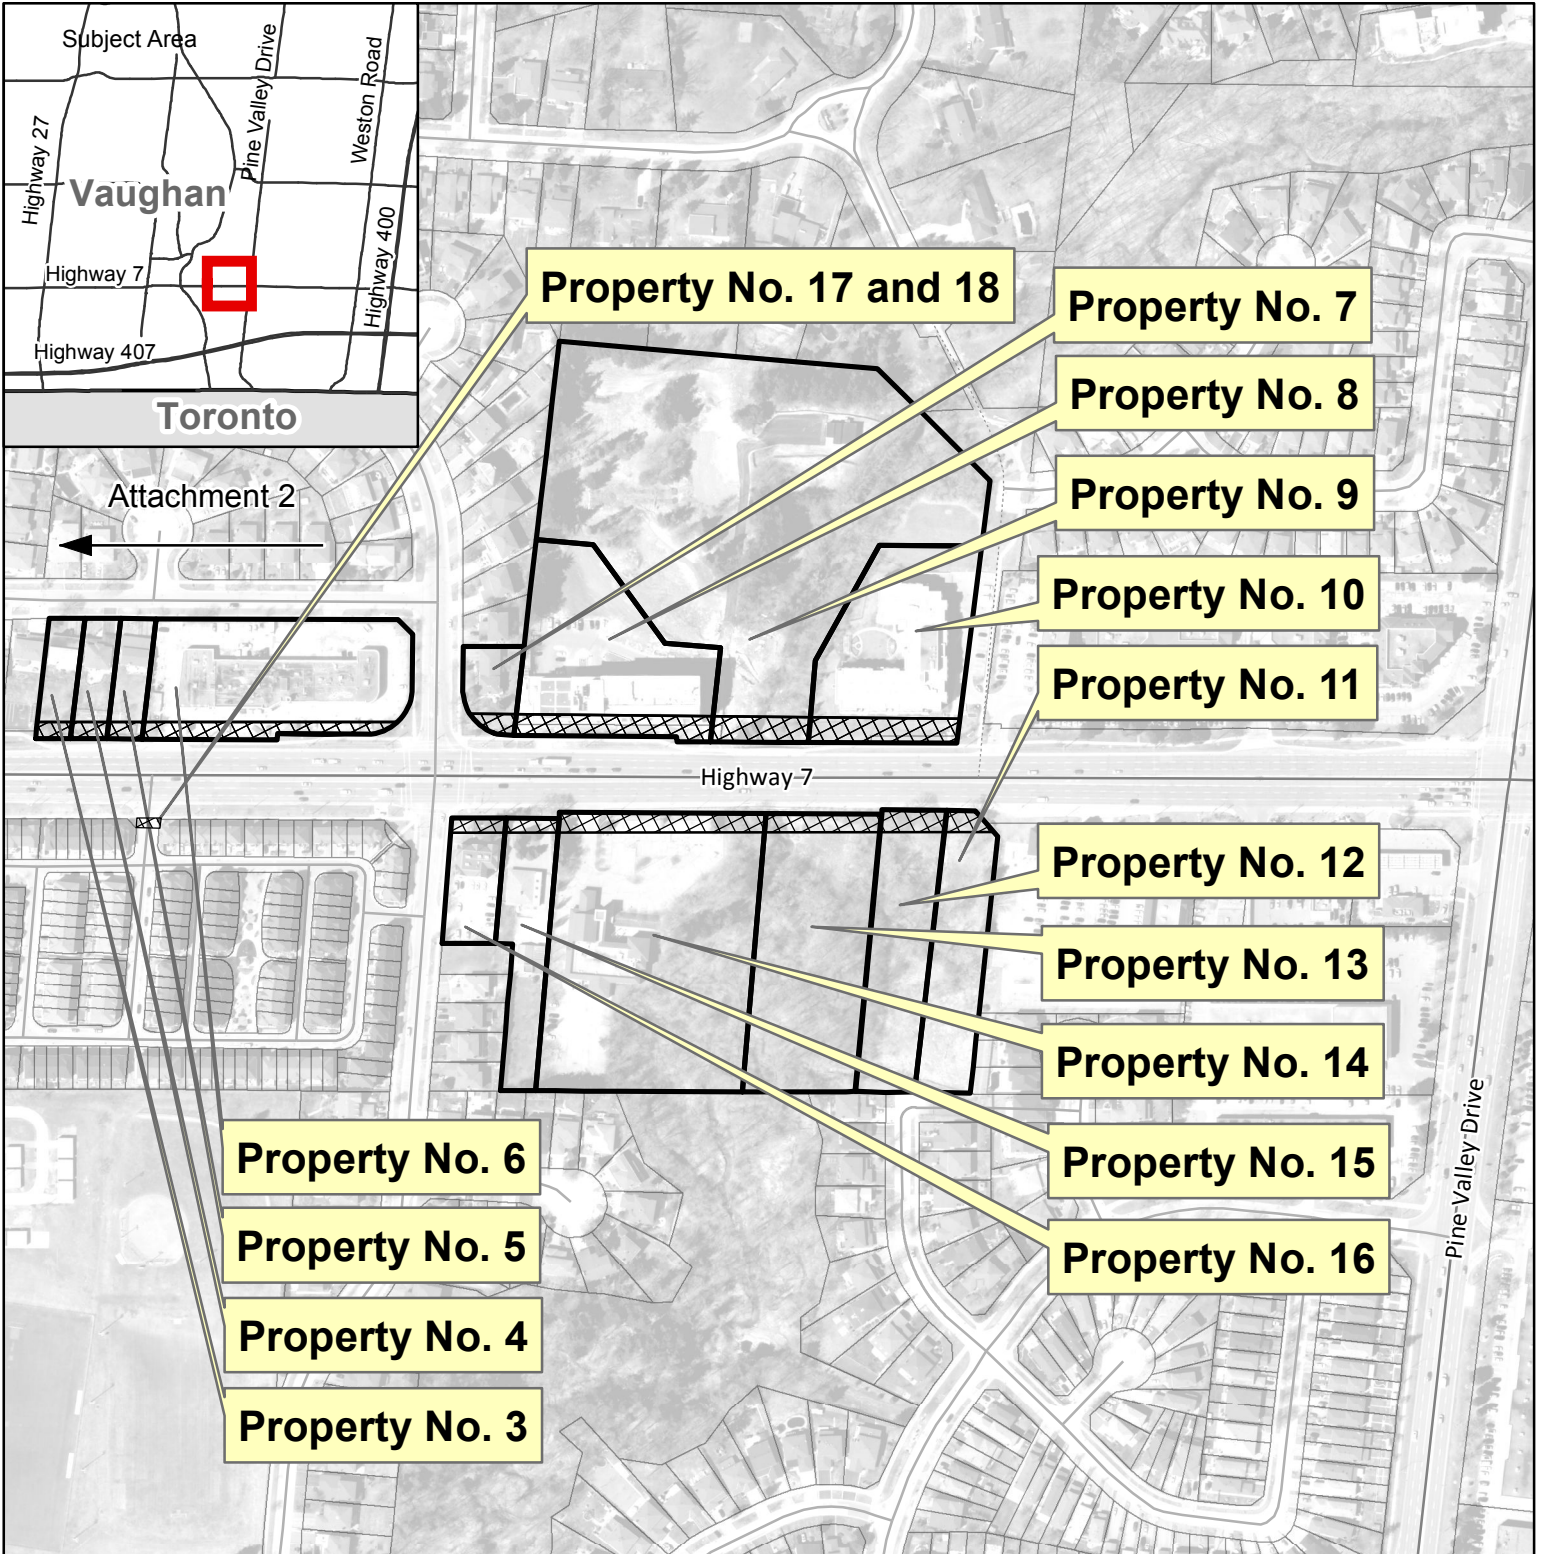 Subject Area
Pine Valley Drive
Weston Road
Highway 27
Vaughan
Highway 400
Highway 7
Highway 407
Toronto
Attachment 2
Property No. 17 and 18
Property No. 7
Property No. 8
Property No. 9
Property No. 10
Property No. 11
Highway 7
Property No. 12
Property No. 13
Property No. 14
Property No. 15
Property No. 16
Property No. 6
Property No. 5
Property No. 4
Property No. 3
Pine Valley Drive